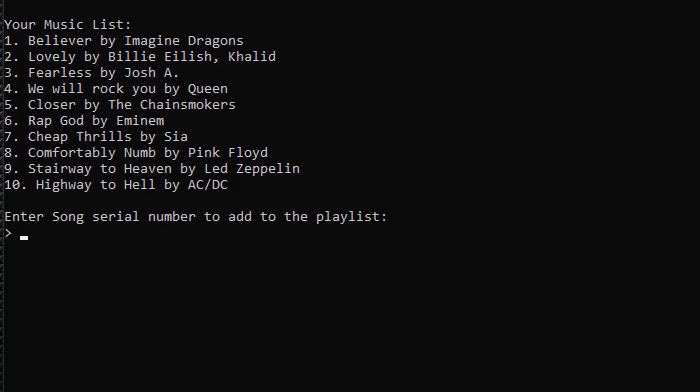 Your Music List:
1. Believer by Imagine Dragons
2. Lovely by Billie Eilish, Khalid
3. Fearless by Josh A.
4. We will rock you by Queen
5. Closer by The Chainsmokers
6. Rap God by Eminem
7. Cheap Thrills by Sia
8. Comfortably Numb by Pink Floyd
9. Stairway to Heaven by Led Zeppelin
10. Highway to Hell by AC/DC
Enter Song serial number to add to the playlist:
> _